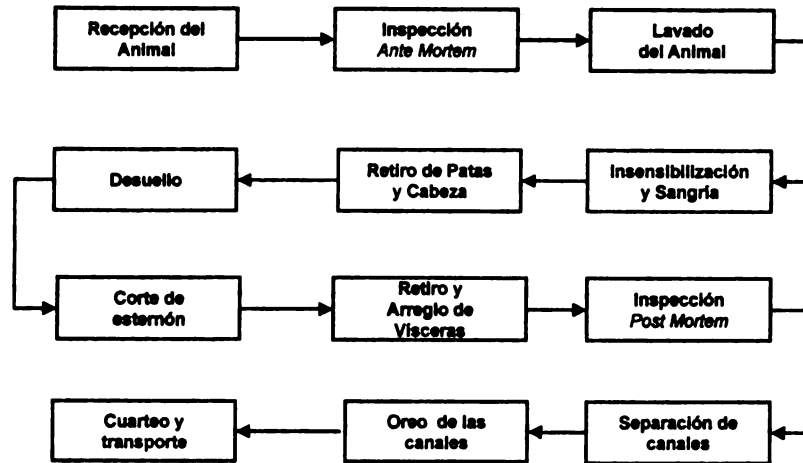 Recepción del
Animal
Inspección
Ante Mortem
Lavado
del Animal
Desuello
Retiro de Patas
y Cabeza
Insensibilización
y Sangría
Corte de
esternón
Retiro y
Arreglo de
Vísceras
Inspección
Post Mortem
Cuarteo y
transporte
Oreo de las
canales
Separación de
canales